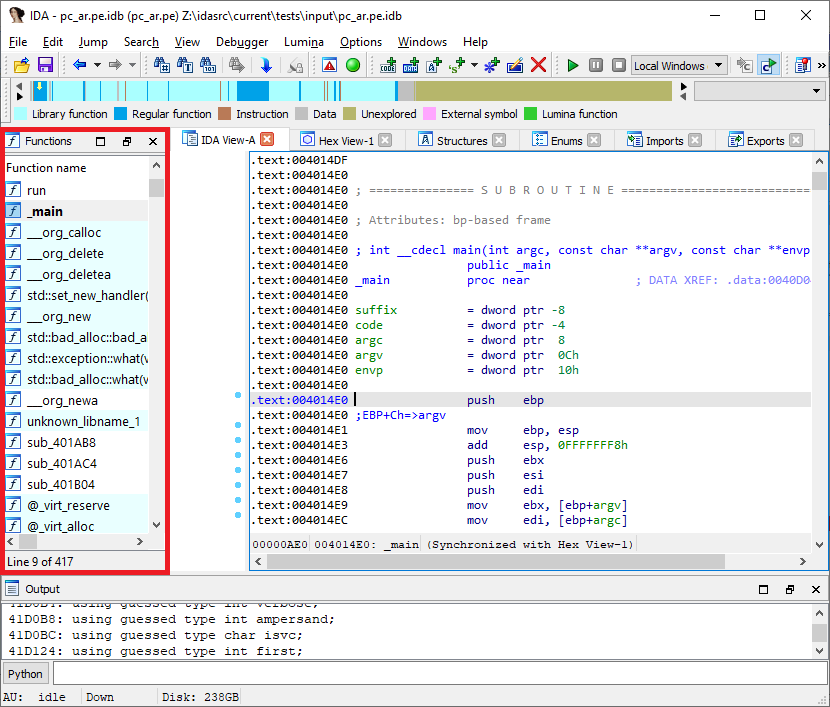 IDA - pc_ar.pe.idb (pc_ar.pe) Z:\idasrc\current\tests\input\pc_ar.pe.idb
File Edit Jump Search View Debugger Lumina Options Windows Help
Local Windows
Library function Regular function Instruction Data Unexplored External symbol Lumina function
Functions
Function name
run
_main
___org_calloc
___org_delete
___org_deletea
std::set_new_handler(
___org_new
std::bad_alloc::bad_a
std::exception::what(v
std::bad_alloc::what(v
___org_newa
unknown_libname_1
sub_401AB8
sub_401AC4
sub_401B04
@_virt_reserve
@_virt_alloc
Line 9 of 417
IDA View-A Hex View-1 Structures Enums Imports Exports
.text:004014DF
.text:004014E0
.text:004014E0 ; =============== S U B R O U T I N E ===========================
.text:004014E0
.text:004014E0 ; Attributes: bp-based frame
.text:004014E0
.text:004014E0 ; int __cdecl main(int argc, const char **argv, const char **envp
.text:004014E0 public _main
.text:004014E0 _main proc near ; DATA XREF: .data:0040D0
.text:004014E0
.text:004014E0 suffix = dword ptr -8
.text:004014E0 code = dword ptr -4
.text:004014E0 argc = dword ptr 8
.text:004014E0 argv = dword ptr 0Ch
.text:004014E0 envp = dword ptr 10h
.text:004014E0
.text:004014E0 push ebp
.text:004014E0 ;EBP+Ch=>argv
.text:004014E1 mov ebp, esp
.text:004014E3 add esp, 0FFFFFFF8h
.text:004014E6 push ebx
.text:004014E7 push esi
.text:004014E8 push edi
.text:004014E9 mov ebx, [ebp+argv]
.text:004014EC mov edi, [ebp+argc]
00000AE0 004014E0: _main (Synchronized with Hex View-1)
Output
41D0B4: using guessed type int verbose;
41D0B8: using guessed type int ampersand;
41D0BC: using guessed type char isvc;
41D124: using guessed type int first;
Python
AU: idle Down Disk: 238GB